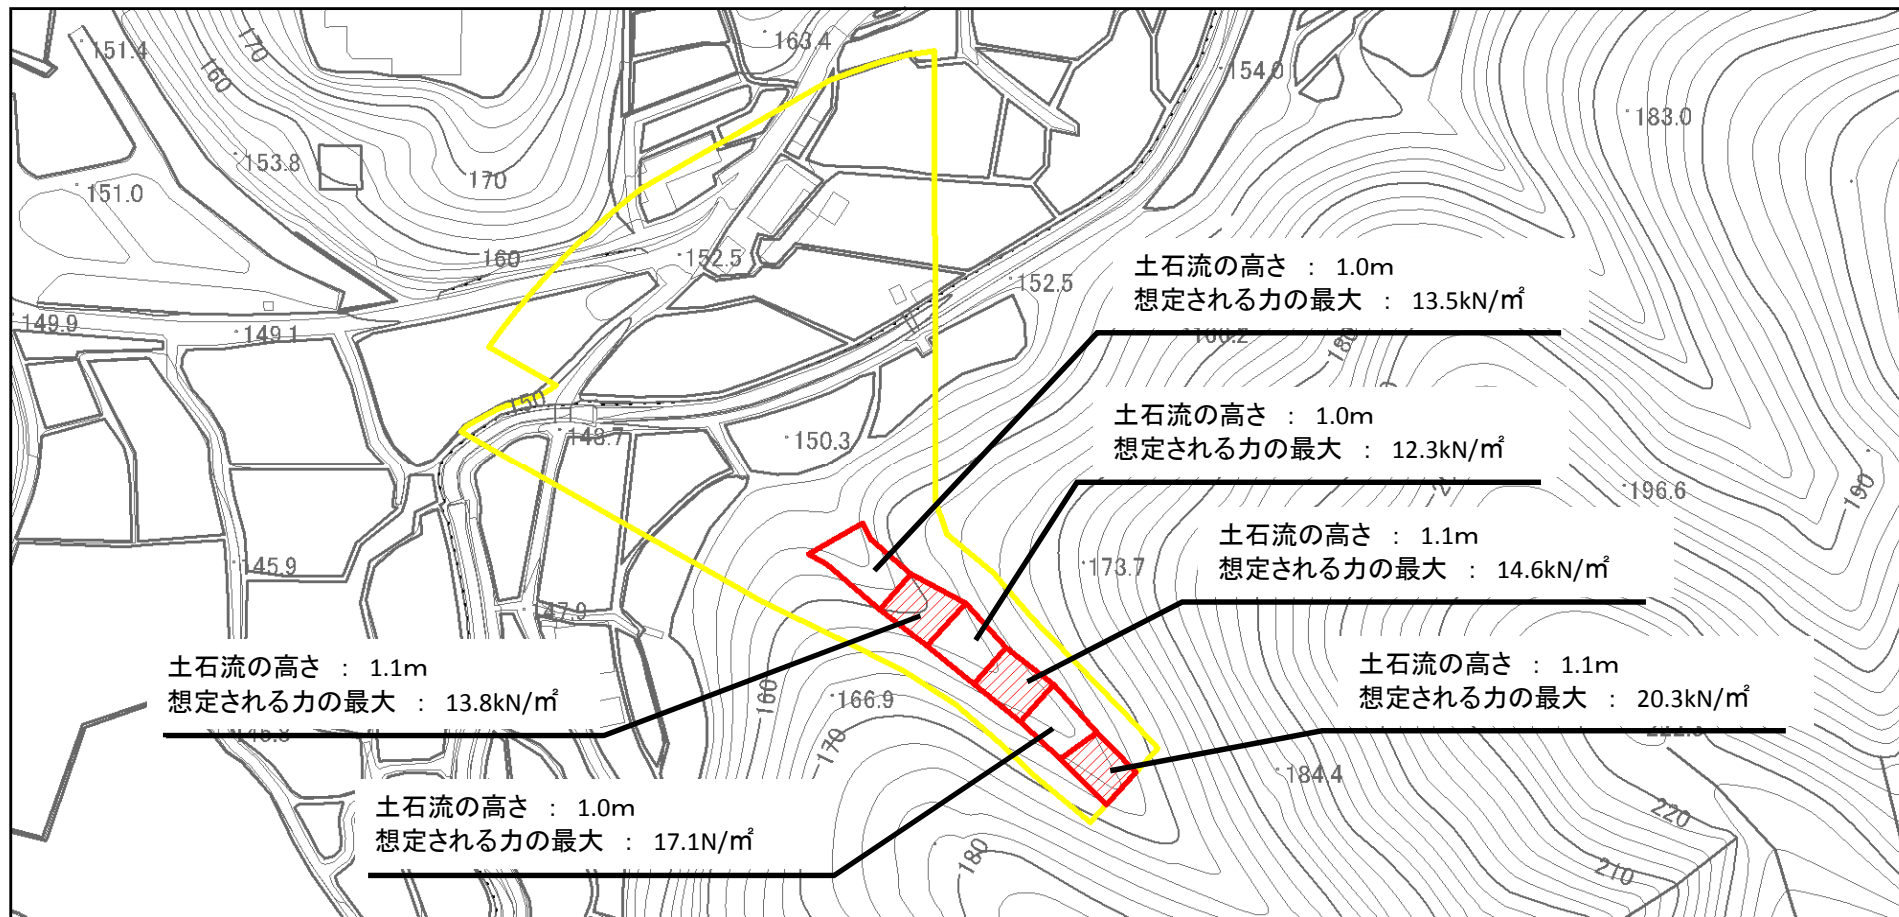 151.4
170
160
163.4
154.0
183.0
153.8
170
151.0
160
152.5
152.5
土石流の高さ ： 1.0m
想定される力の最大 ： 13.5kN/㎡
149.9
149.1
180
150
148.7
150.3
土石流の高さ ： 1.0m
想定される力の最大 ： 12.3kN/㎡
190
196.6
土石流の高さ ： 1.1m
想定される力の最大 ： 14.6kN/㎡
145.9
173.7
147.9
土石流の高さ ： 1.1m
想定される力の最大 ： 13.8kN/㎡
160
166.9
170
土石流の高さ ： 1.1m
想定される力の最大 ： 20.3kN/㎡
184.4
土石流の高さ ： 1.0m
想定される力の最大 ： 17.1N/㎡
180
220
210